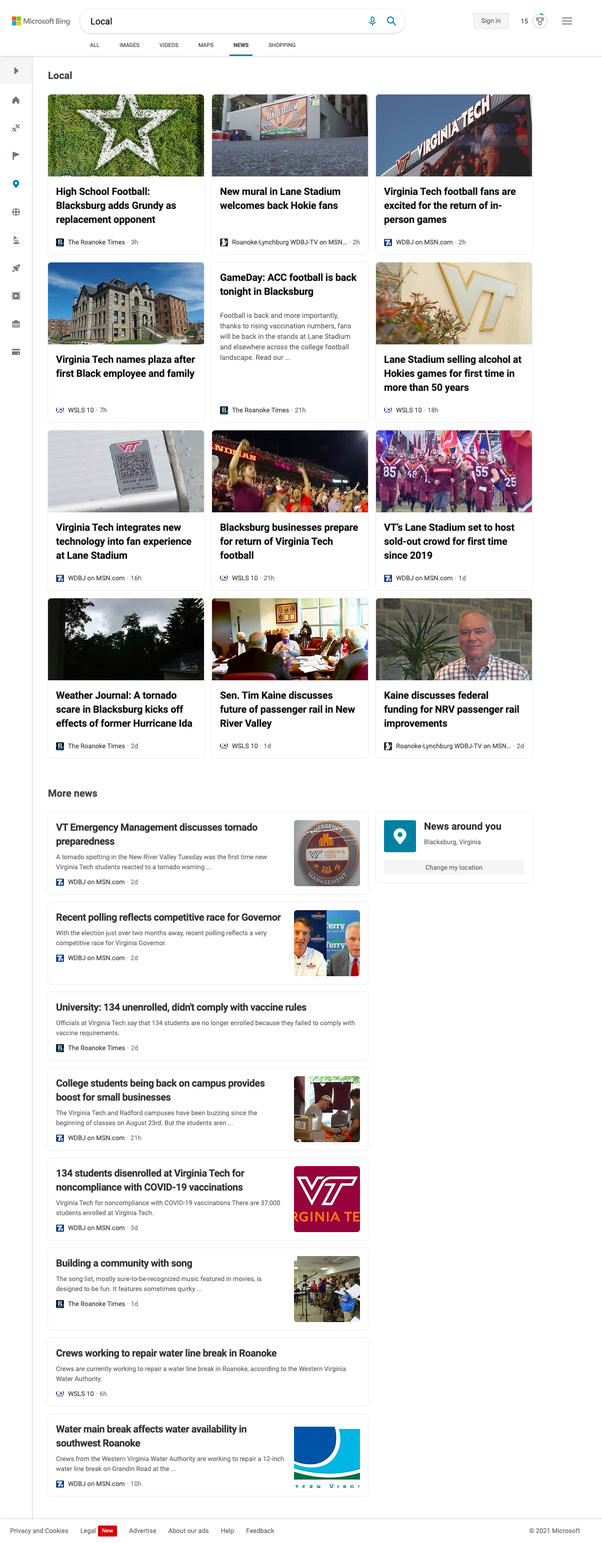 Microsoft Bing
Local
Sign in
15
ALL
IMAGES
VIDEOS
MAPS
NEWS
SHOPPING
Local
High School Football:
Blacksburg adds Grundy as
replacement opponent
The Roanoke Times · 3h
New mural in Lane Stadium
welcomes back Hokie fans
Roanoke-Lynchburg WDBJ-TV on MSN... · 2h
VIRGINIA TECH
Virginia Tech football fans are
excited for the return of in-
person games
WDBJ on MSN.com · 2h
Virginia Tech names plaza after
first Black employee and family
WSLS 10 · 7h
GameDay: ACC football is back
tonight in Blacksburg
Football is back and more importantly,
thanks to rising vaccination numbers, fans
will be back in the stands at Lane Stadium
and elsewhere across the college football
landscape. Read our ...
The Roanoke Times · 21h
VT
Lane Stadium selling alcohol at
Hokies games for first time in
more than 50 years
WSLS 10 · 18h
Virginia Tech integrates new
technology into fan experience
at Lane Stadium
WDBJ on MSN.com · 16h
Blacksburg businesses prepare
for return of Virginia Tech
football
WSLS 10 · 21h
85
55
25
VT's Lane Stadium set to host
sold-out crowd for first time
since 2019
WDBJ on MSN.com · 1d
Weather Journal: A tornado
scare in Blacksburg kicks off
effects of former Hurricane Ida
The Roanoke Times · 2d
Sen. Tim Kaine discusses
future of passenger rail in New
River Valley
WSLS 10 · 1d
Kaine discusses federal
funding for NRV passenger rail
improvements
Roanoke-Lynchburg WDBJ-TV on MSN... · 2d
More news
VT Emergency Management discusses tornado
preparedness
A tornado spotting in the New River Valley Tuesday was the first time new
Virginia Tech students reacted to a tornado warning ...
WDBJ on MSN.com · 2d
EMERGENCY
VIRGINIA TECH
MANAGEMENT
News around you
Blacksburg, Virginia
Change my location
Recent polling reflects competitive race for Governor
With the election just over two months away, recent polling reflects a very
competitive race for Virginia Governor.
WDBJ on MSN.com · 2d
Terry
University: 134 unenrolled, didn't comply with vaccine rules
Officials at Virginia Tech say that 134 students are no longer enrolled because they failed to comply with
vaccine requirements.
The Roanoke Times · 2d
College students being back on campus provides
boost for small businesses
The Virginia Tech and Radford campuses have been buzzing since the
beginning of classes on August 23rd. But the students aren ...
WDBJ on MSN.com · 21h
134 students disenrolled at Virginia Tech for
noncompliance with COVID-19 vaccinations
Virginia Tech for noncompliance with COVID-19 vaccinations There are 37,000
students enrolled at Virginia Tech.
WDBJ on MSN.com · 3d
VT
RGINIA TE
Building a community with song
The song list, mostly sure-to-be-recognized music featured in movies, is
designed to be fun. It features sometimes quirky ...
The Roanoke Times · 1d
Crews working to repair water line break in Roanoke
Crews are currently working to repair a water line break in Roanoke, according to the Western Virginia
Water Authority.
WSLS 10 · 6h
Water main break affects water availability in
southwest Roanoke
Crews from the Western Virginia Water Authority are working to repair a 12-inch
water line break on Grandin Road at the ...
WDBJ on MSN.com · 10h
Privacy and Cookies
Legal
New
Advertise
About our ads
Help
Feedback
© 2021 Microsoft